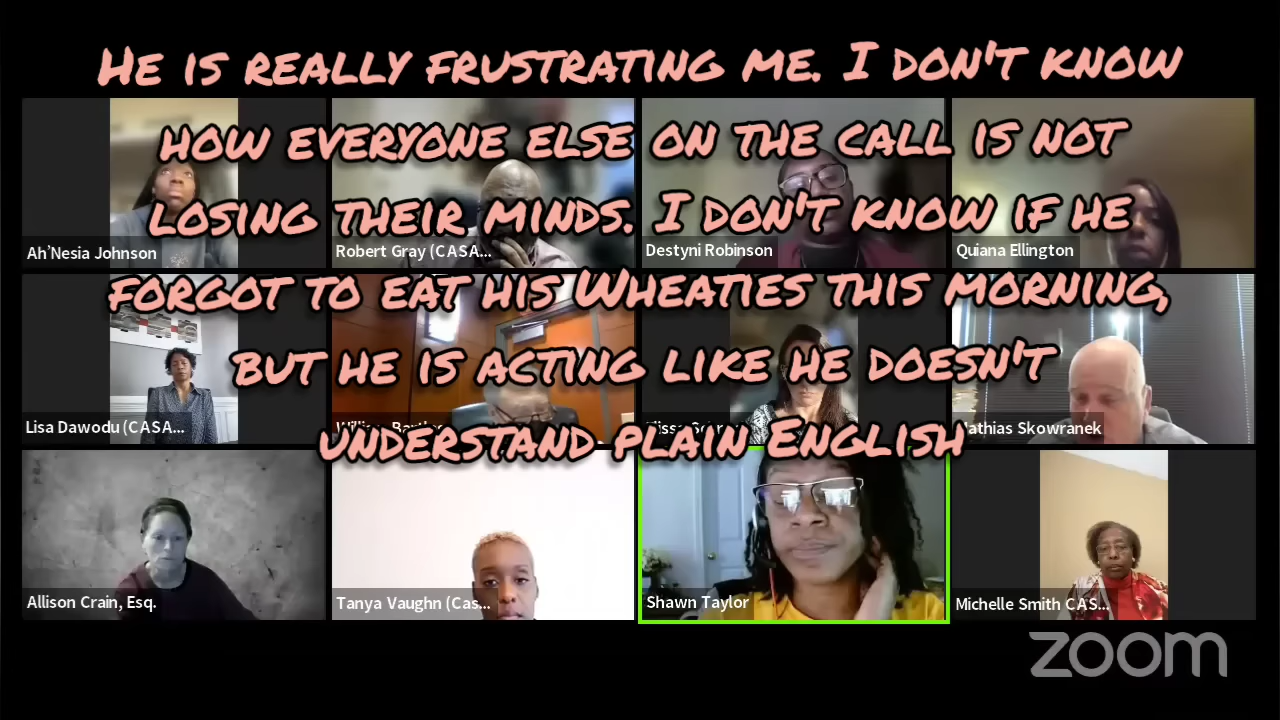 He is really frustrating me. I don't know
how everyone else on the call is not
losing their minds. I don't know if he
forgot to eat his Wheaties this morning,
but he is acting like he doesn't
understand plain English
Ah'Nesia Johnson
Robert Gray (CASA...
Destyni Robinson
Quiana Ellington
Lisa Dawodu (CASA...
Mathias Skowranek
Allison Crain, Esq.
Tanya Vaughn (Cas...
Shawn Taylor
Michelle Smith CAS...
zoom